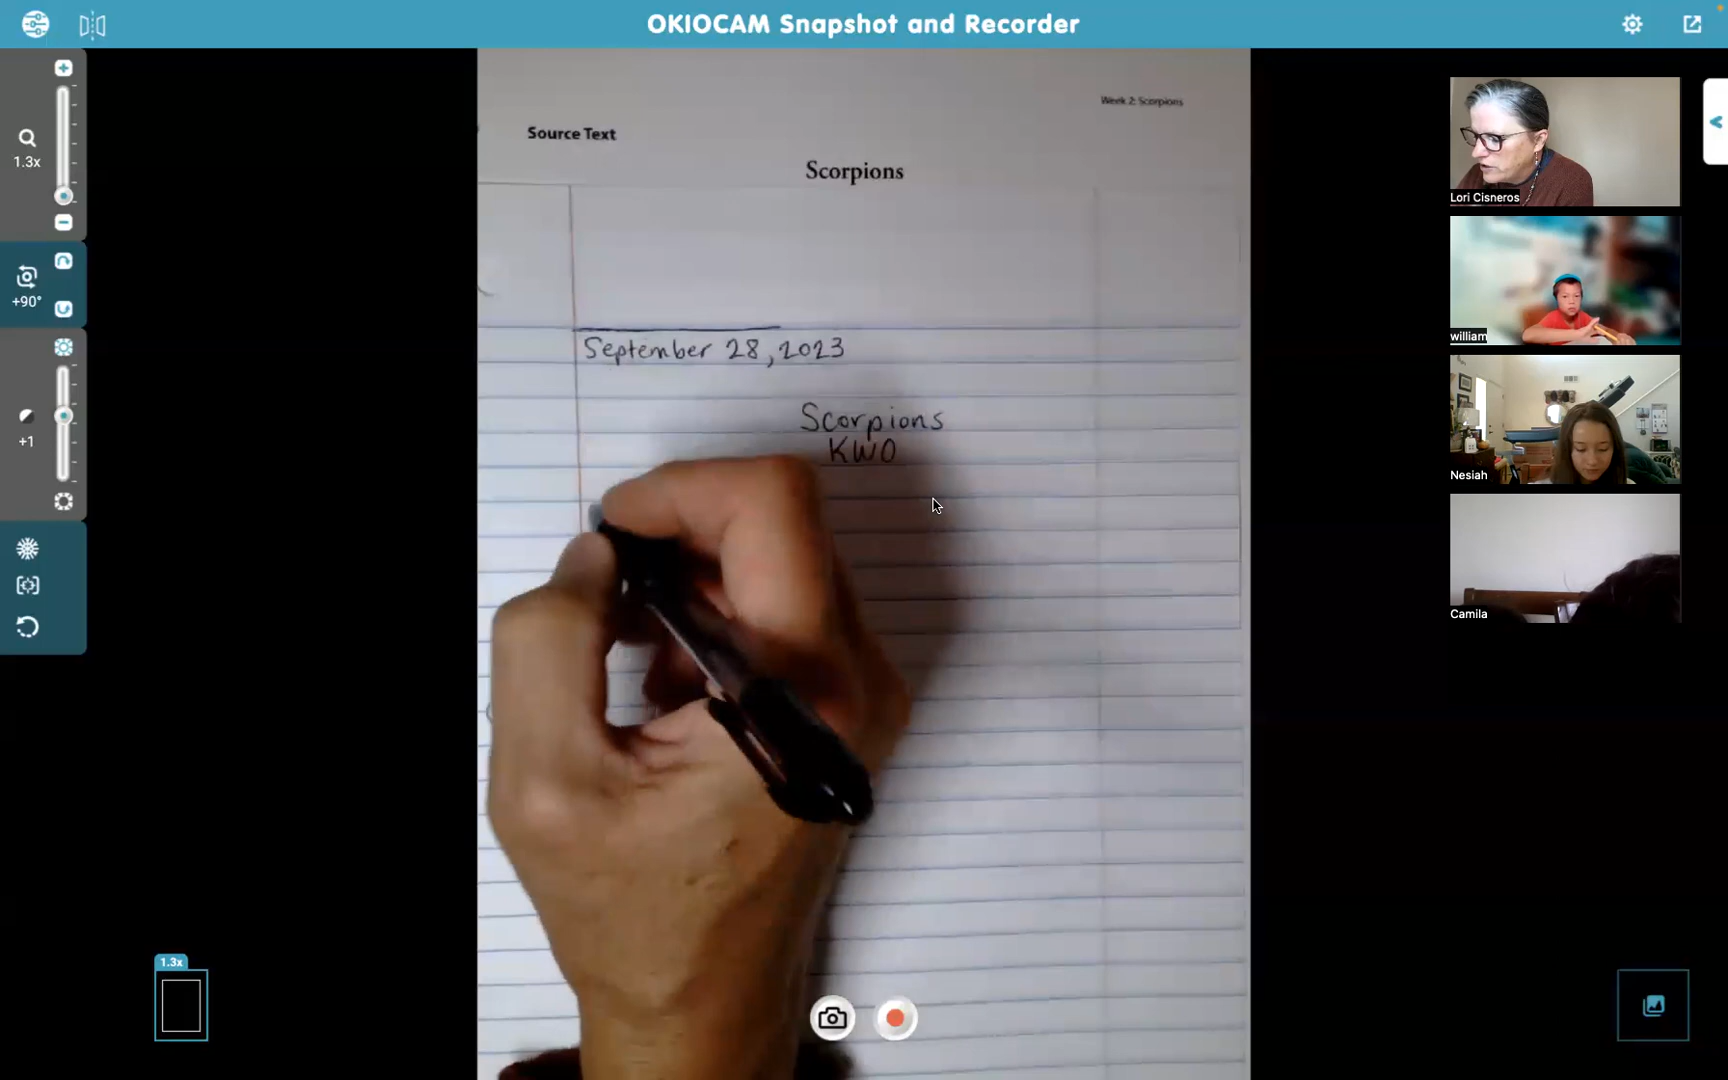 OKIOCAM Snapshot and Recorder
1.3x
+90°
+1
Week 2: Scorpions
Source Text
Scorpions
September 28, 2023
Scorpions
KWO
Lori Cisneros
william
Nesiah
Camila
1.3x